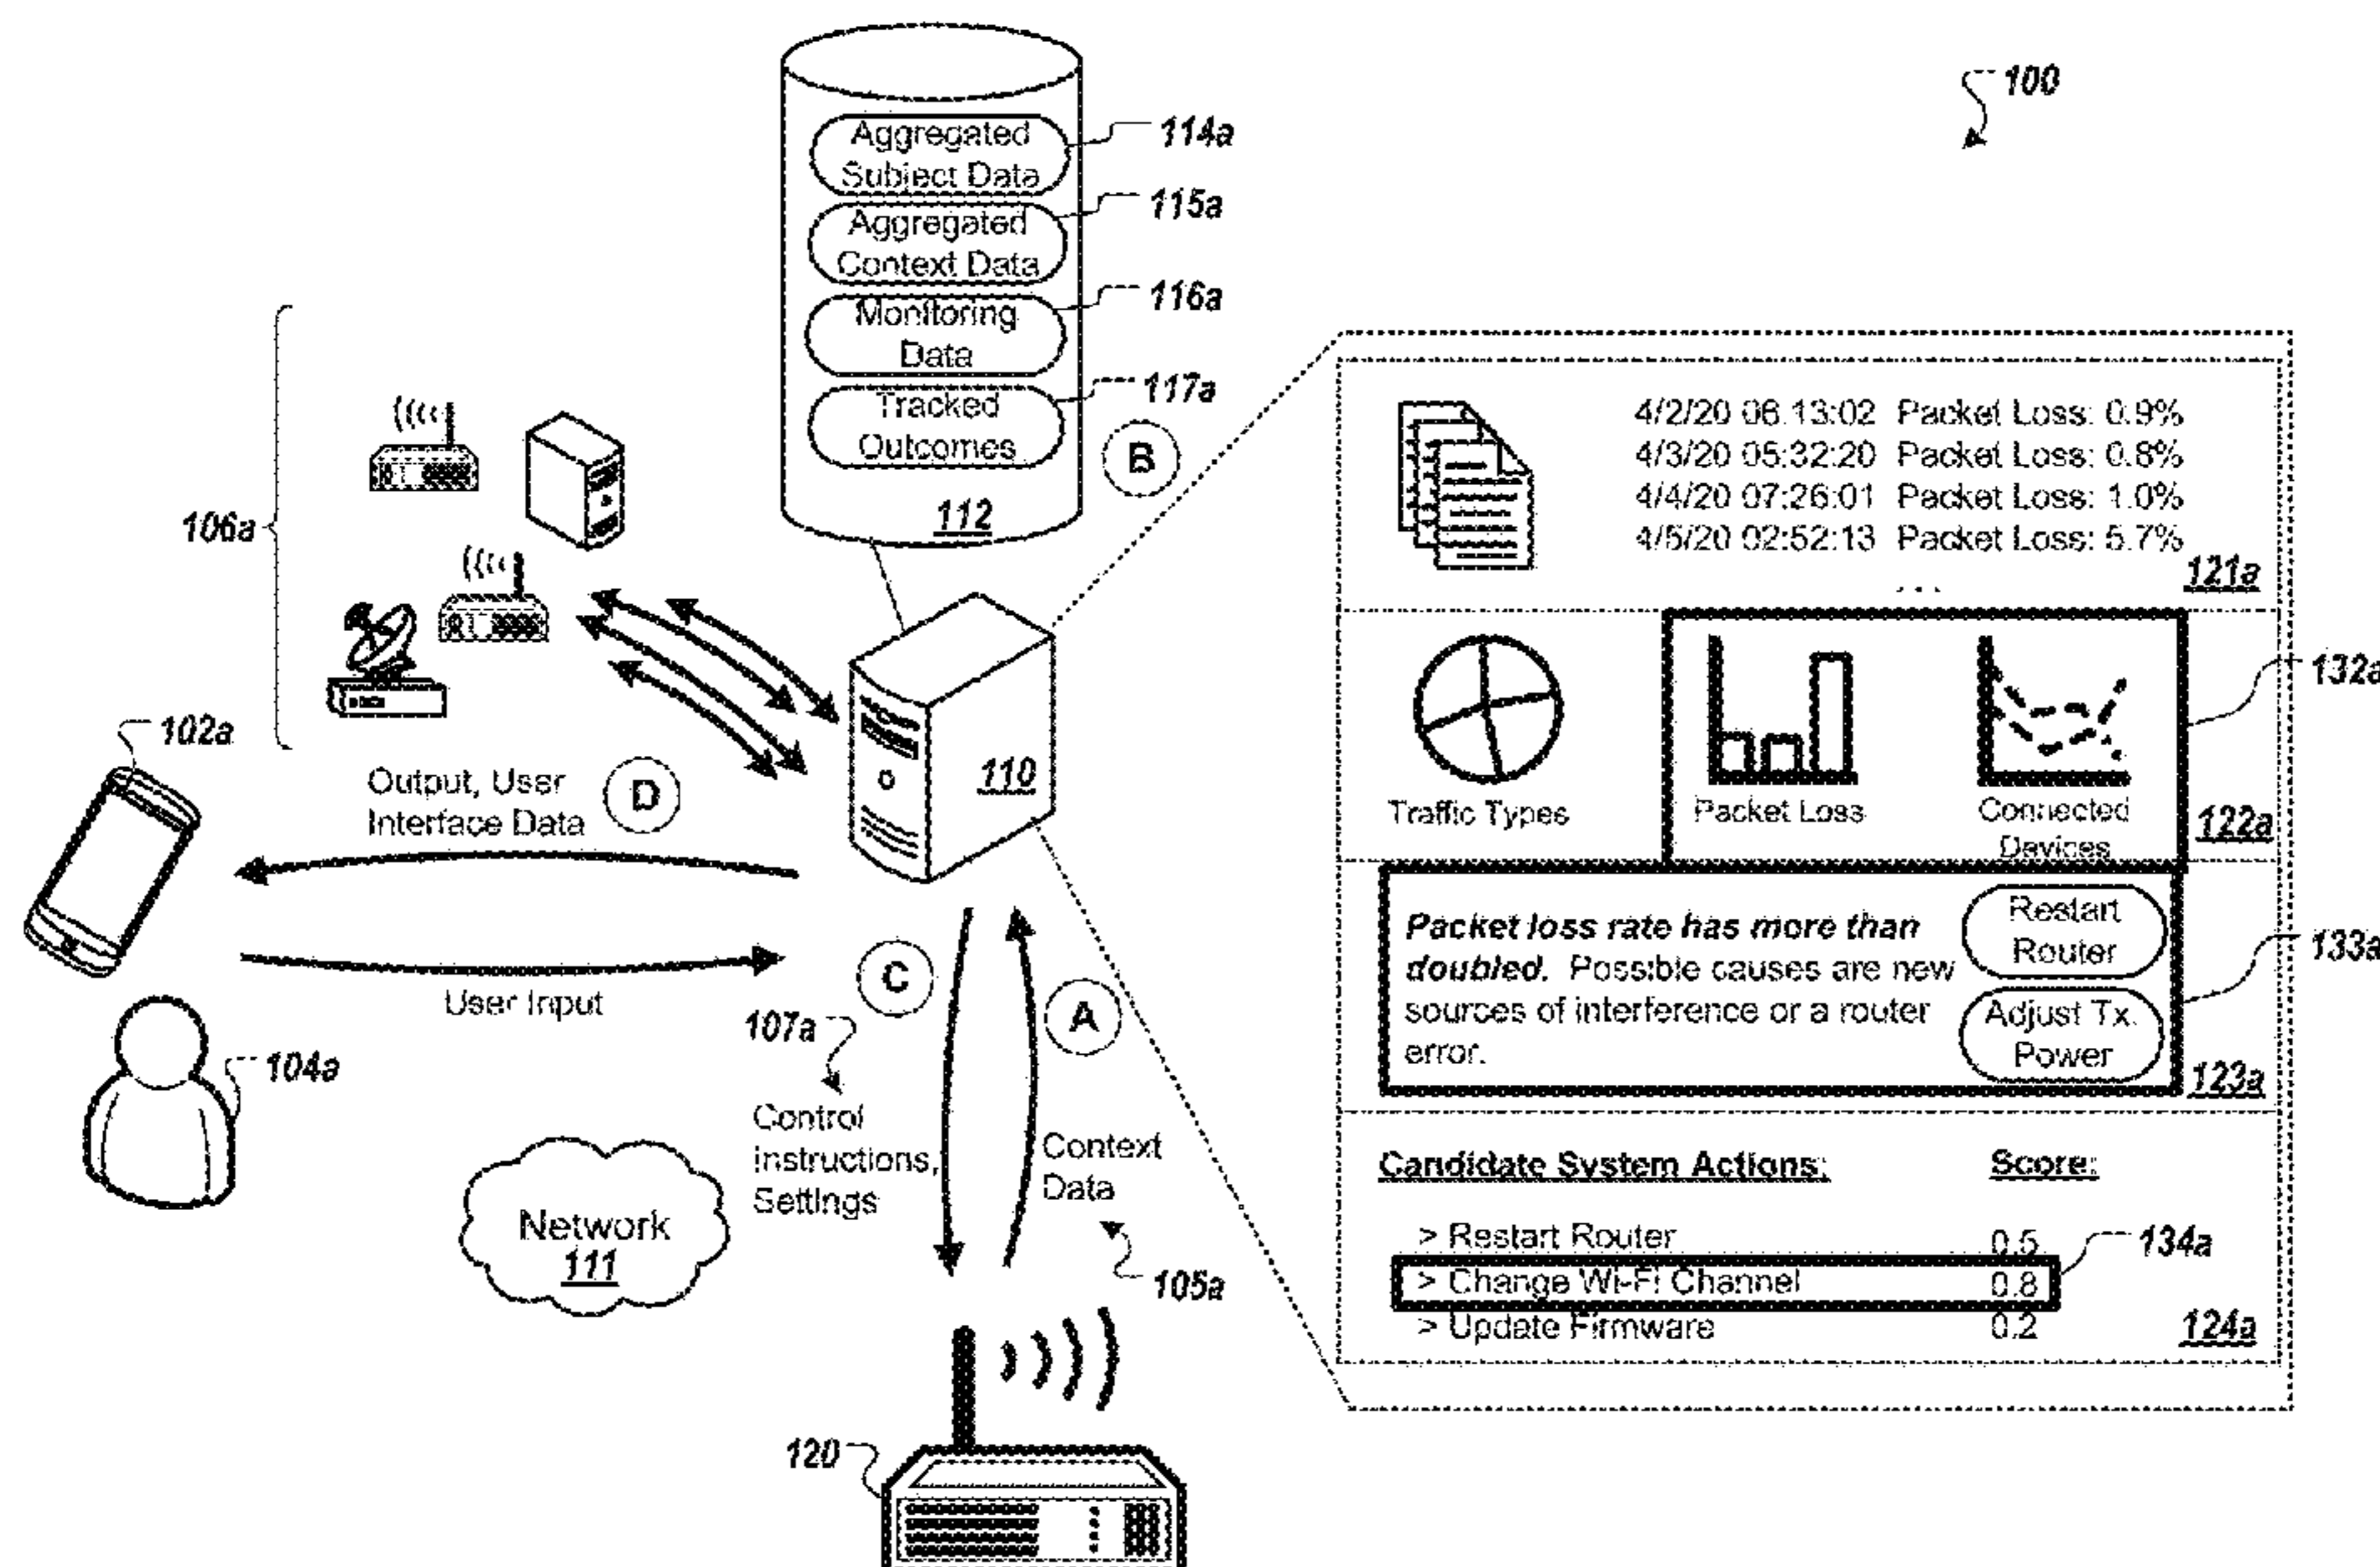 100
Aggregated
Subject Data
114a
Aggregated
Context Data
115a
Monitoring
Data
116a
Tracked
Outcomes
117a
112
B
106a
102a
Output, User
Interface Data
D
110
User Input
104a
C
A
107a
Control
Instructions,
Settings
Context
Data
105a
Network
111
120
4/2/20 06:13:02 Packet Loss: 0.9%
4/3/20 05:32:20 Packet Loss: 0.8%
4/4/20 07:26:01 Packet Loss: 1.0%
4/5/20 02:52:13 Packet Loss: 5.7%
...
121a
Traffic Types
Packet Loss
Connected
Devices
132a
122a
Packet loss rate has more than
doubled. Possible causes are new
sources of interference or a router
error.
Restart
Router
Adjust Tx.
Power
133a
123a
Candidate System Actions: Score:
> Restart Router 0.5
> Change Wi-Fi Channel 0.8
> Update Firmware 0.2
134a
124a